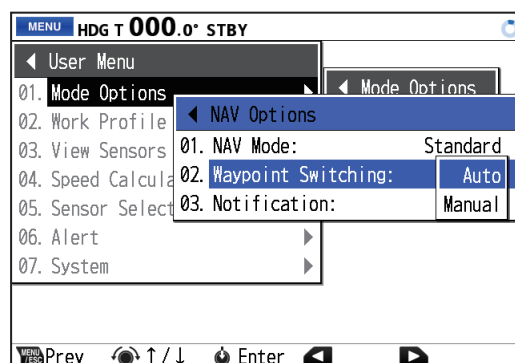 MENU HDG T 000.0° STBY
◀ User Menu
01. Mode Options ▶
◀ Mode Options
02. Work Profile
03. View Sensors
04. Speed Calcula
05. Sensor Select
06. Alert ▶
07. System ▶
◀ NAV Options
01. NAV Mode: Standard
02. Waypoint Switching: Auto
03. Notification: Manual
MENU/ESC Prev ↑/↓ Enter ◀ ▶